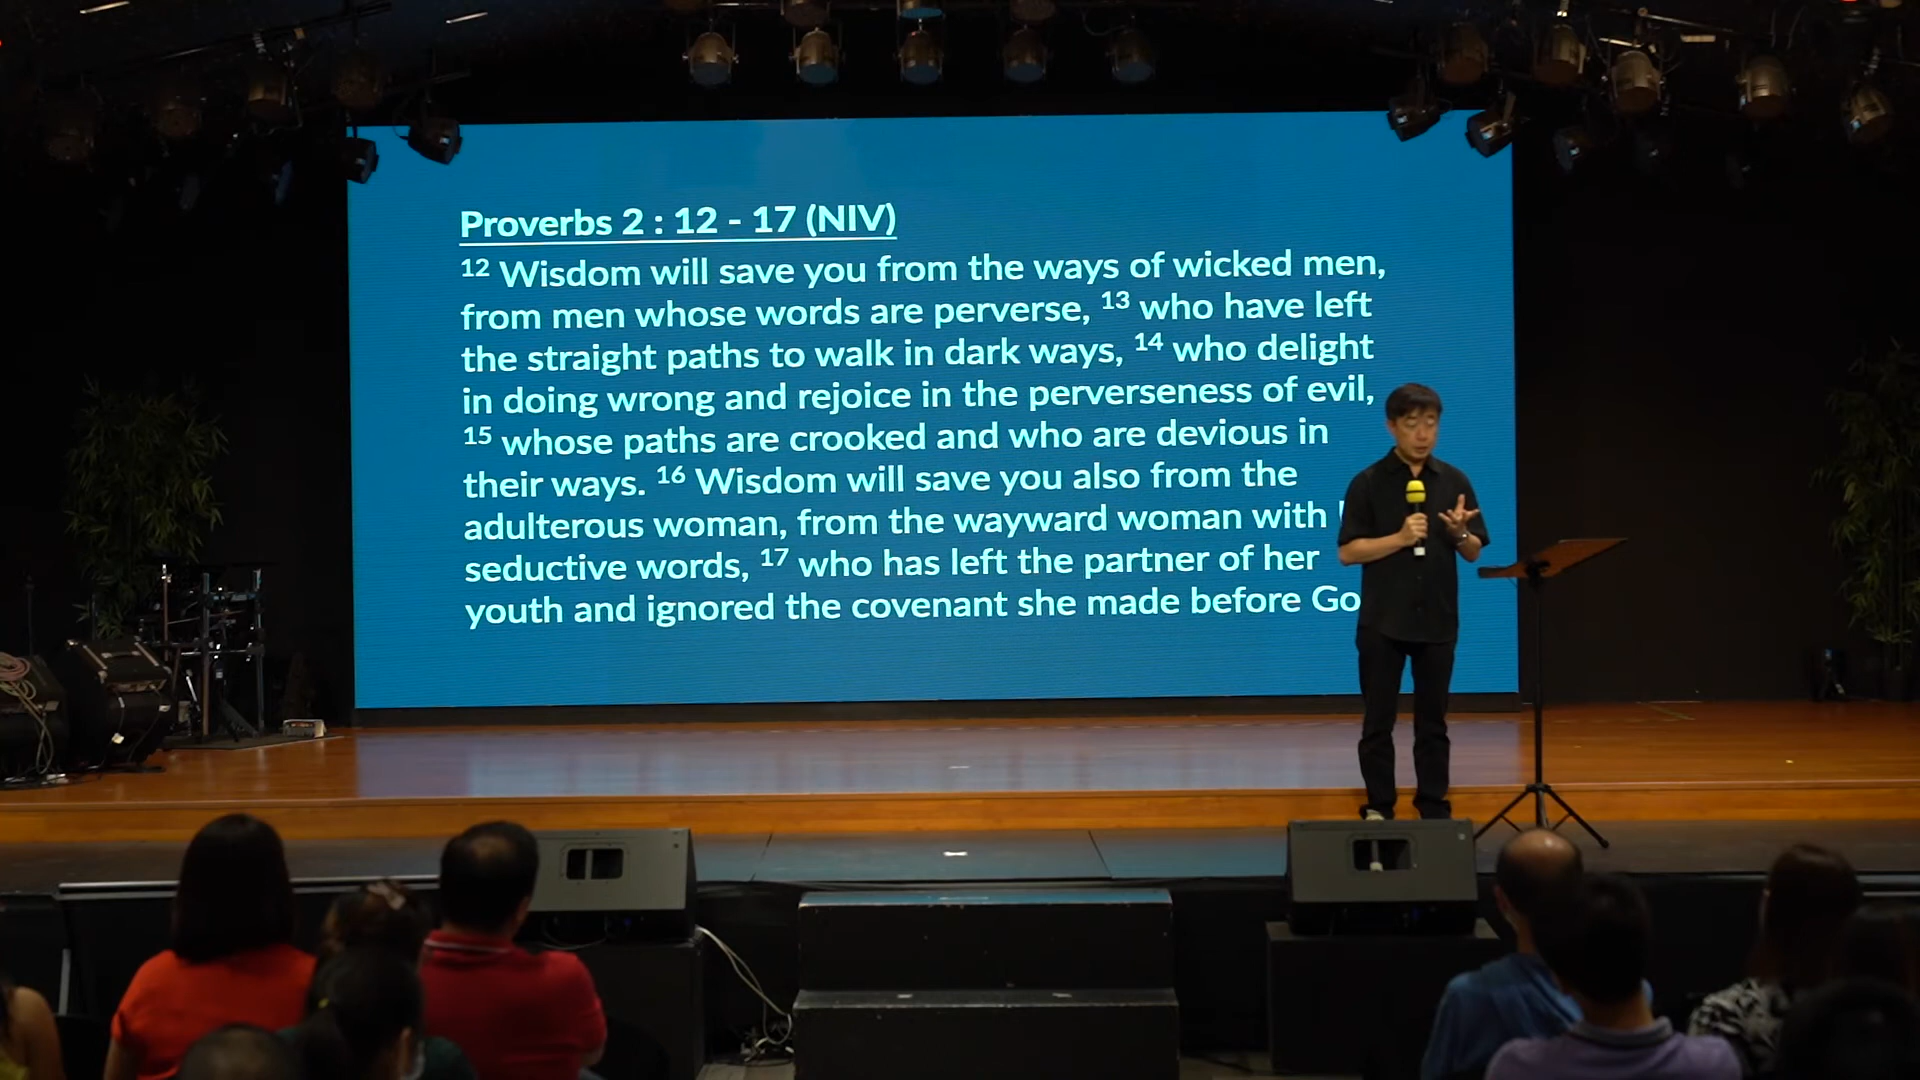 Proverbs 2 : 12 - 17 (NIV)
12 Wisdom will save you from the ways of wicked men,
from men whose words are perverse, 13 who have left
the straight paths to walk in dark ways, 14 who delight
in doing wrong and rejoice in the perverseness of evil,
15 whose paths are crooked and who are devious in
their ways. 16 Wisdom will save you also from the
adulterous woman, from the wayward woman with
seductive words, 17 who has left the partner of her
youth and ignored the covenant she made before Go